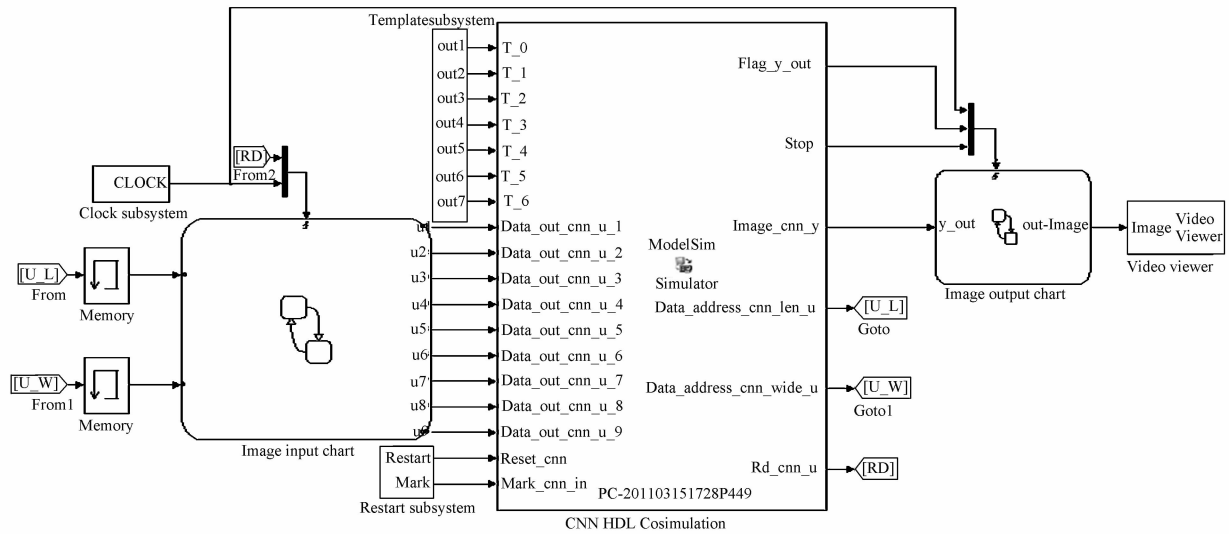 Templatesubsystem
out1
out2
out3
out4
out5
out6
out7
T_0
T_1
T_2
T_3
T_4
T_5
T_6
Flag_y_out
Stop
[RD]
From2
CLOCK
Clock subsystem
[U_L]
From
Memory
[U_W]
From1
Memory
u1
u2
u3
u4
u5
u6
u7
u8
u9
Image input chart
Data_out_cnn_u_1
Data_out_cnn_u_2
Data_out_cnn_u_3
Data_out_cnn_u_4
Data_out_cnn_u_5
Data_out_cnn_u_6
Data_out_cnn_u_7
Data_out_cnn_u_8
Data_out_cnn_u_9
Restart
Mark
Restart subsystem
Reset_cnn
Mark_cnn_in
ModelSim
Simulator
Image_cnn_y
Data_address_cnn_len_u
[U_L]
Goto
Data_address_cnn_wide_u
[U_W]
Goto1
Rd_cnn_u
[RD]
PC-201103151728P449
CNN HDL Cosimulation
y_out
out-Image
Image output chart
Image
Video
Viewer
Video viewer